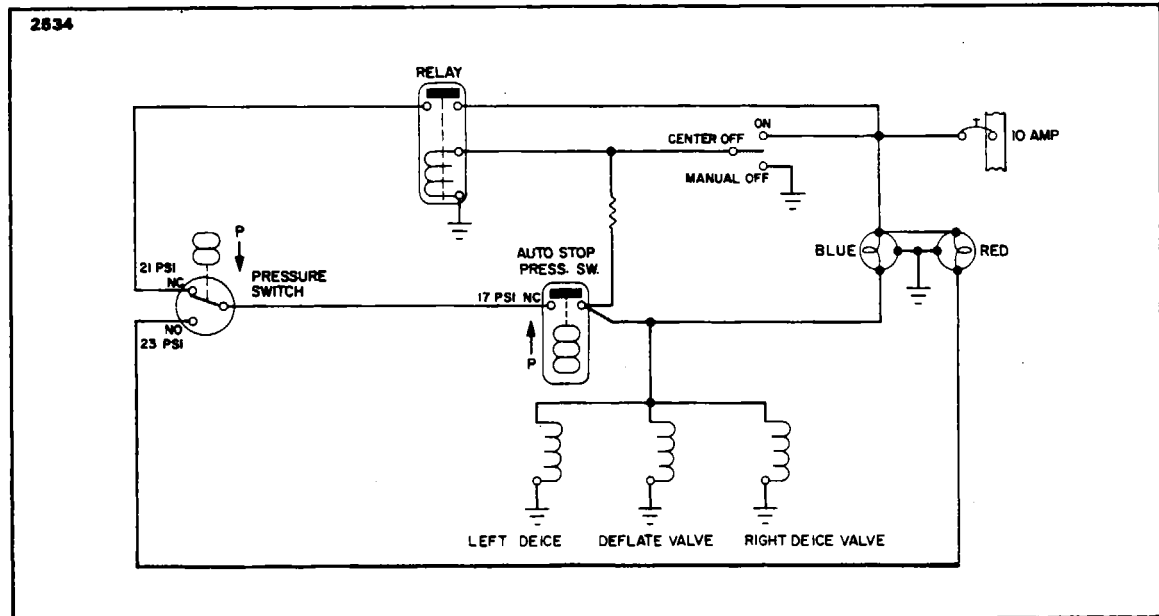 2534
RELAY
ON
CENTER OFF
10 AMP
MANUAL OFF
BLUE
RED
P
AUTO STOP
PRESS. SW.
21 PSI
NC
PRESSURE
SWITCH
17 PSI NC
NO
23 PSI
P
LEFT DEICE
DEFLATE VALVE
RIGHT DEICE VALVE